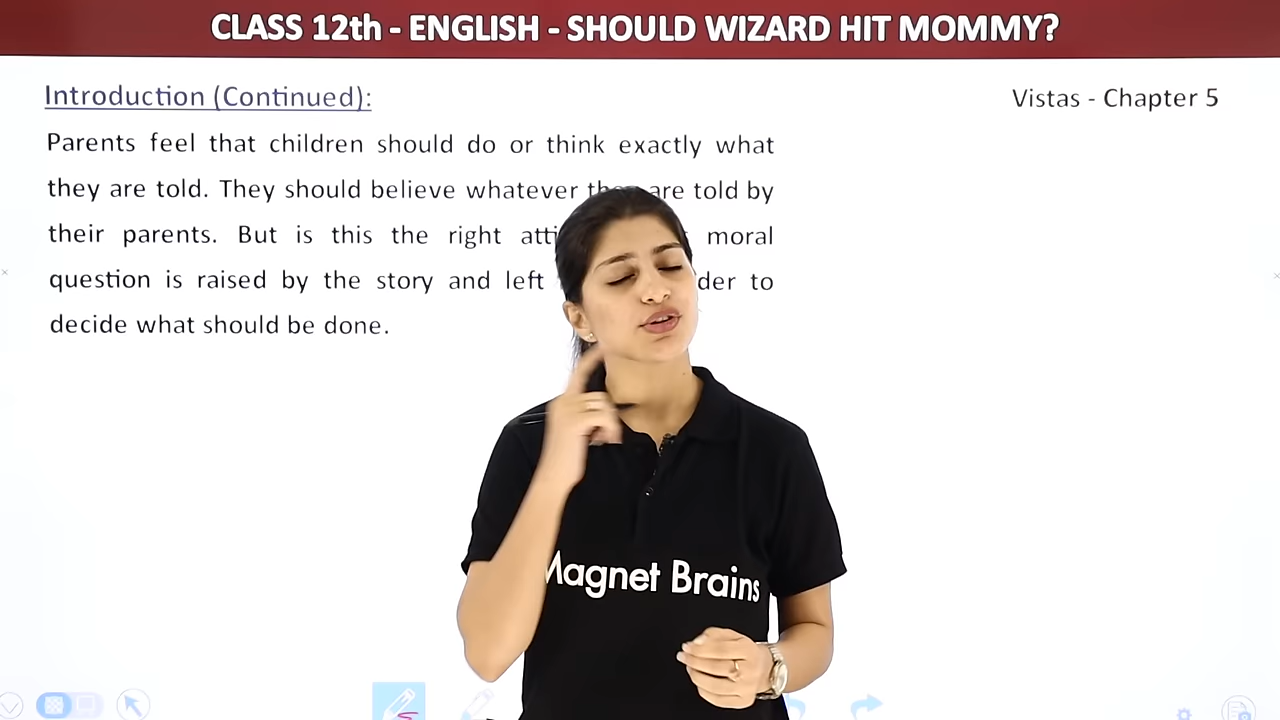 CLASS 12th - ENGLISH - SHOULD WIZARD HIT MOMMY?
Introduction (Continued):
Vistas - Chapter 5
Parents feel that children should do or think exactly what
they are told. They should believe whatever are told by
their parents. But is this the right moral
question is raised by the story and left to
decide what should be done.
Magnet Brains